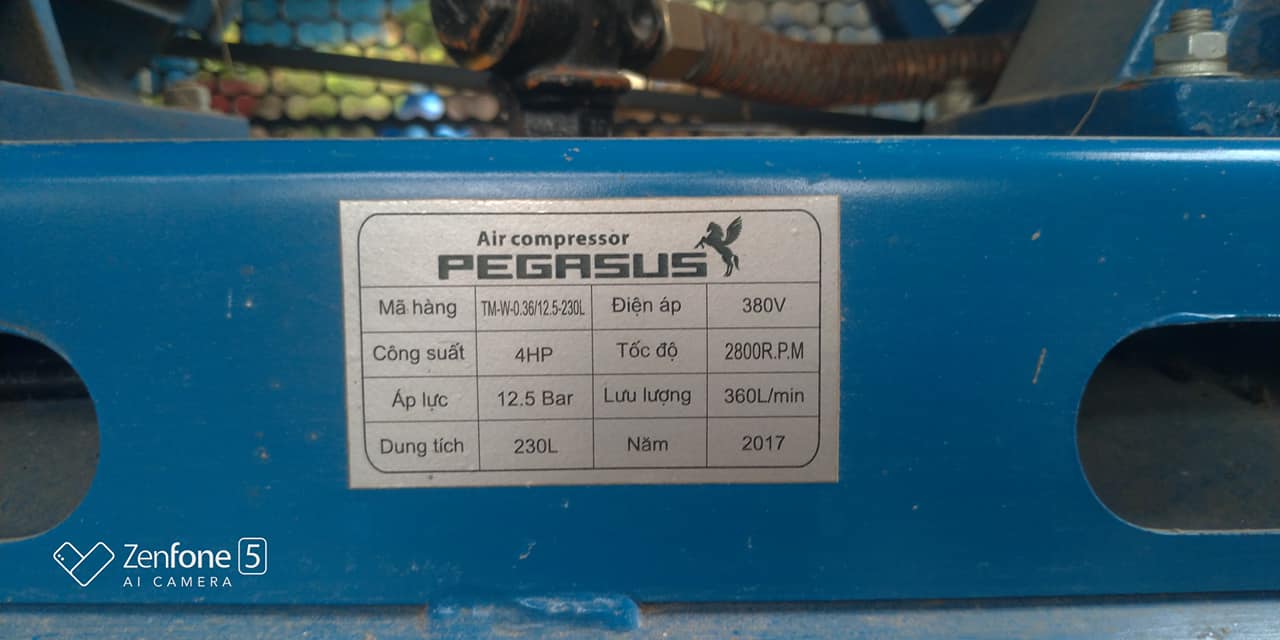 Air compressor
PEGASUS
Mã hàng TM-W-0.36/12.5-230L Điện áp 380V
Công suất 4HP Tốc độ 2800R.P.M
Áp lực 12.5 Bar Lưu lượng 360L/min
Dung tích 230L Năm 2017
Zenfone 5
AI CAMERA